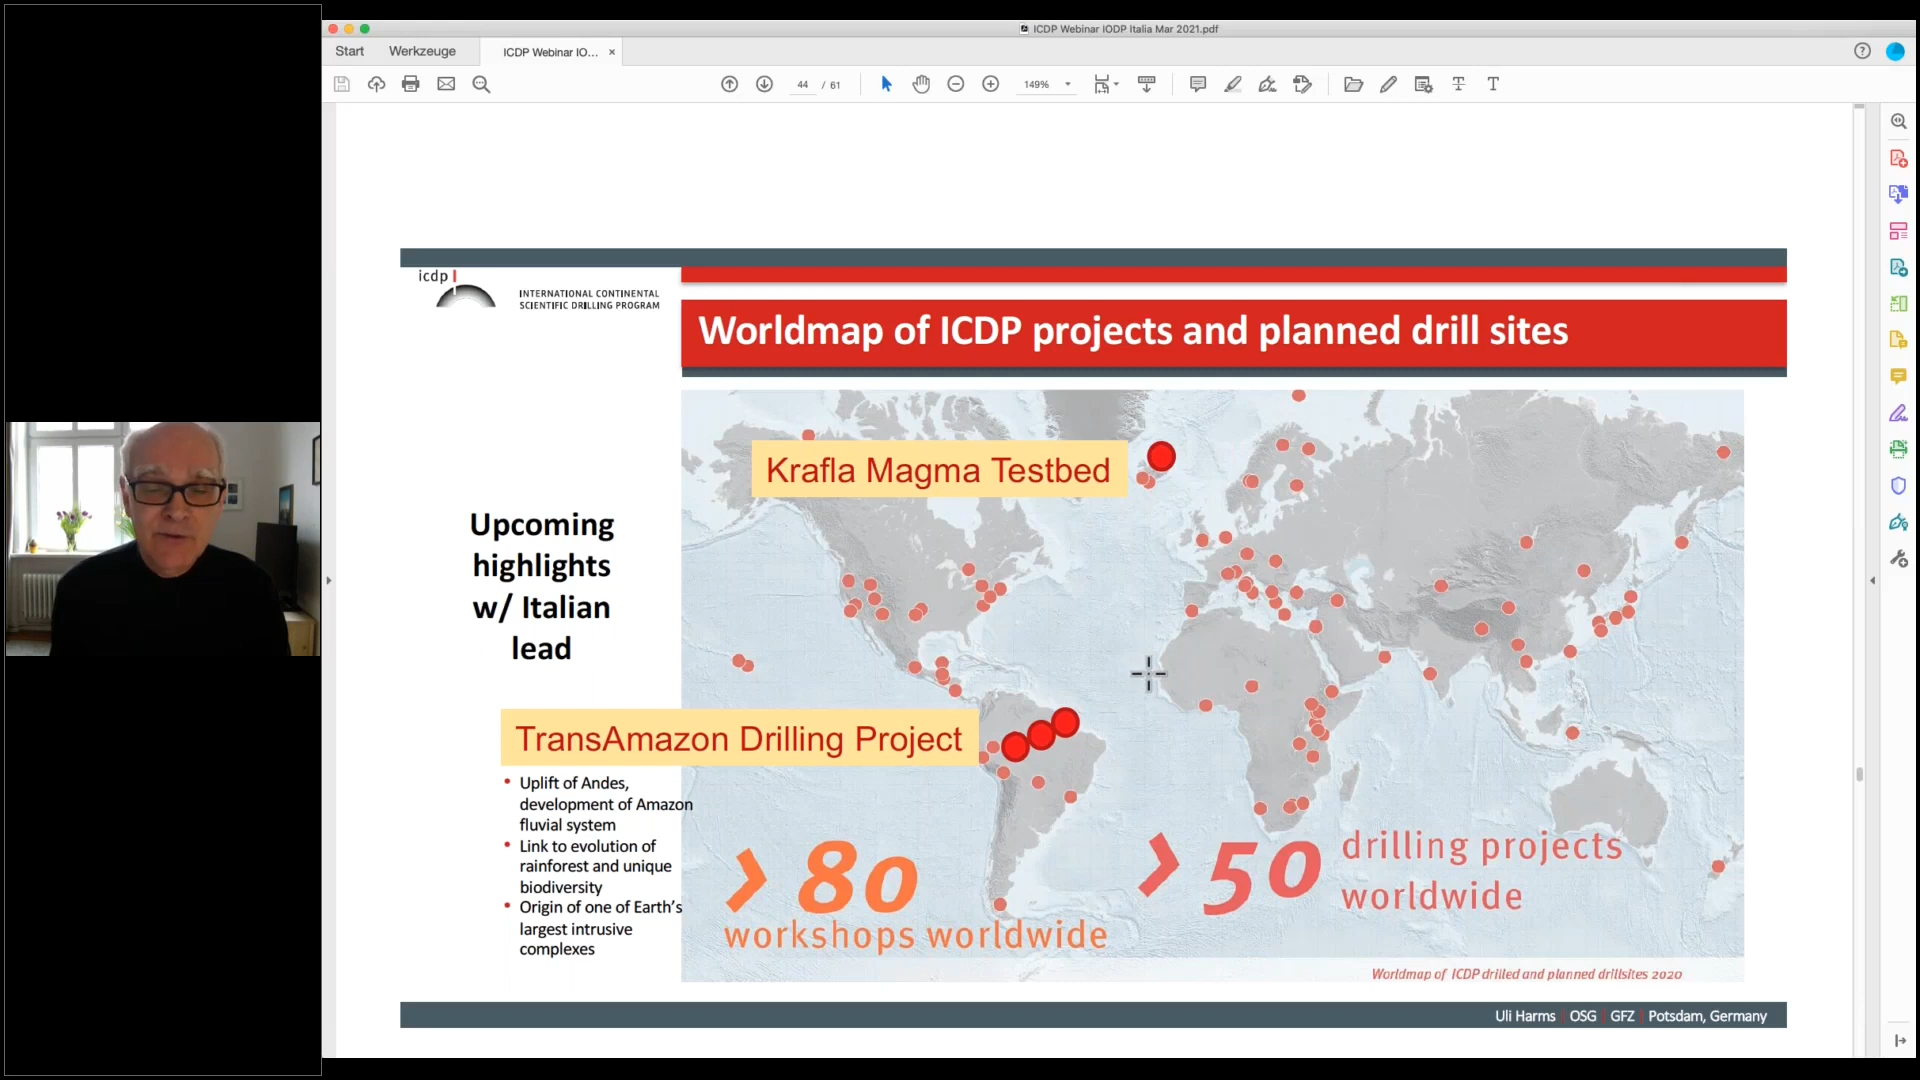 ICDP Webinar IODP Italia Mar 2021.pdf
Start
Werkzeuge
ICDP Webinar IO...
44 / 61
149%
icdp
INTERNATIONAL CONTINENTAL
SCIENTIFIC DRILLING PROGRAM
Worldmap of ICDP projects and planned drill sites
Krafla Magma Testbed
Upcoming
highlights
w/ Italian
lead
TransAmazon Drilling Project
• Uplift of Andes,
development of Amazon
fluvial system
• Link to evolution of
rainforest and unique
biodiversity
• Origin of one of Earth's
largest intrusive
complexes
> 80
workshops worldwide
> 50
drilling projects
worldwide
Worldmap of ICDP drilled and planned drillsites 2020
Uli Harms | OSG | GFZ | Potsdam, Germany